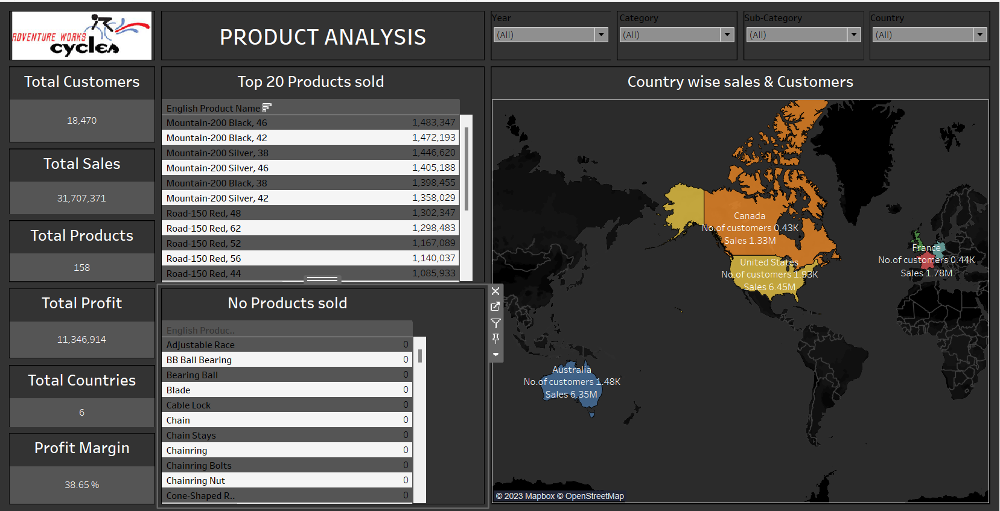 ADVENTURE WORKS
cycles
PRODUCT ANALYSIS
Year
(All)
Category
(All)
Sub-Category
(All)
Country
(All)
Total Customers
18,470
Total Sales
31,707,371
Total Products
158
Total Profit
11,346,914
Total Countries
6
Profit Margin
38.65 %
Top 20 Products sold
English Product Name
Mountain-200 Black, 46 1,483,347
Mountain-200 Black, 42 1,472,193
Mountain-200 Silver, 38 1,446,620
Mountain-200 Silver, 46 1,405,188
Mountain-200 Black, 38 1,398,455
Mountain-200 Silver, 42 1,358,029
Road-150 Red, 48 1,302,347
Road-150 Red, 62 1,298,483
Road-150 Red, 52 1,167,089
Road-150 Red, 56 1,140,037
Road-150 Red, 44 1,085,933
No Products sold
English Produc..
Adjustable Race 0
BB Ball Bearing 0
Bearing Ball 0
Blade 0
Cable Lock 0
Chain 0
Chain Stays 0
Chainring 0
Chainring Bolts 0
Chainring Nut 0
Cone-Shaped R.. 0
Country wise sales & Customers
Canada
No.of customers 0.43K
Sales 1.33M
United States
No.of customers 1.93K
Sales 6.45M
France
No.of customers 0.44K
Sales 1.78M
Australia
No.of customers 1.48K
Sales 6.35M
© 2023 Mapbox © OpenStreetMap